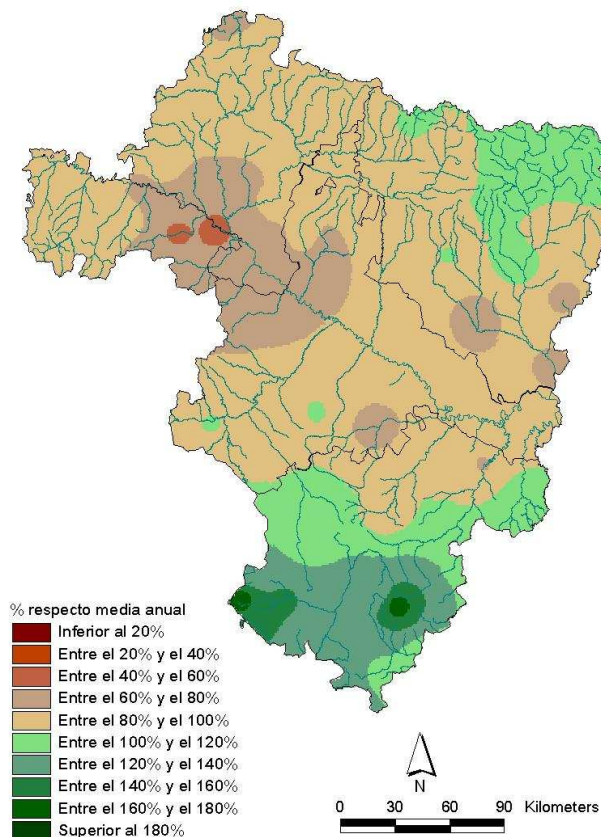 % respecto media anual
Inferior al 20%
Entre el 20% y el 40%
Entre el 40% y el 60%
Entre el 60% y el 80%
Entre el 80% y el 100%
Entre el 100% y el 120%
Entre el 120% y el 140%
Entre el 140% y el 160%
Entre el 160% y el 180%
Superior al 180%
N
0 30 60 90 Kilometers